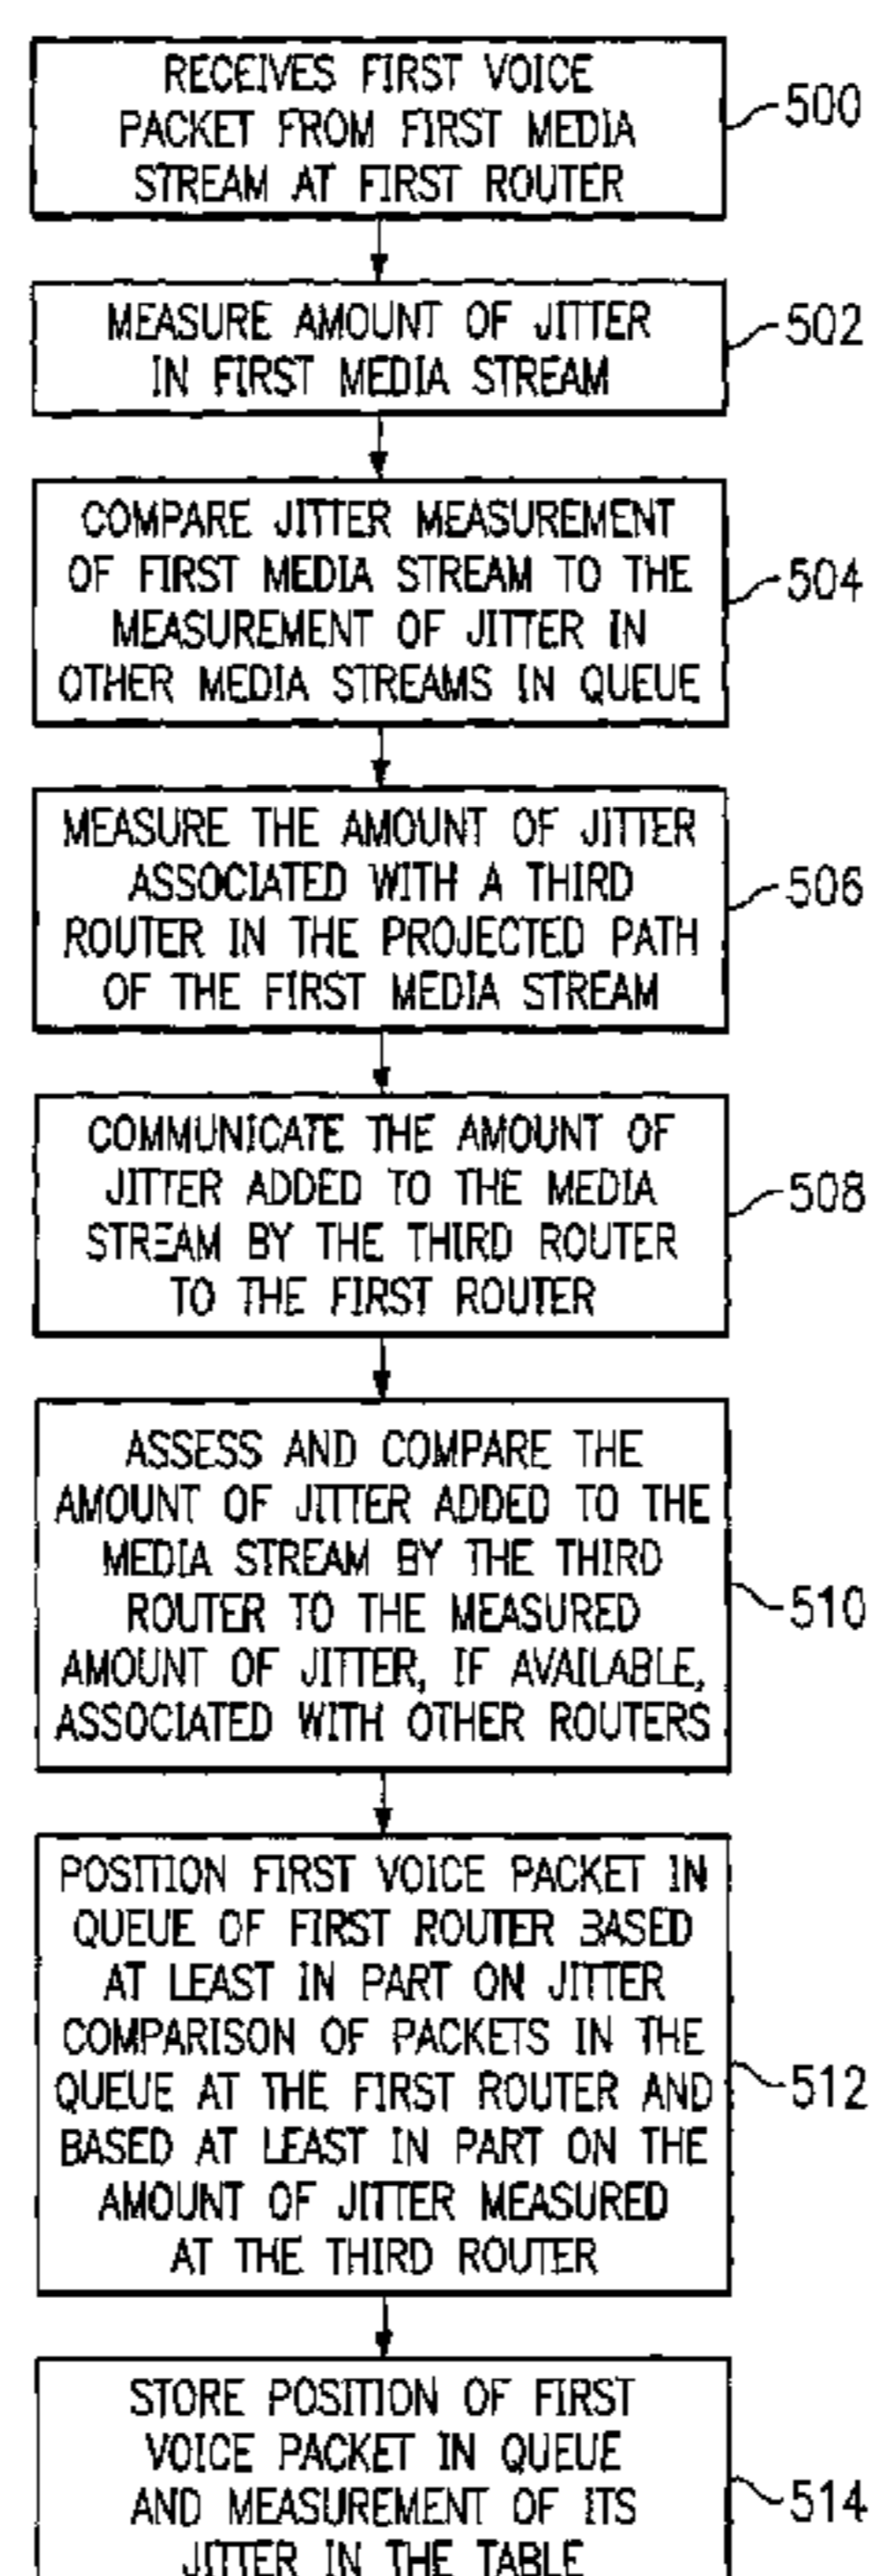 RECEIVES FIRST VOICE
PACKET FROM FIRST MEDIA
STREAM AT FIRST ROUTER
500
MEASURE AMOUNT OF JITTER
IN FIRST MEDIA STREAM
502
COMPARE JITTER MEASUREMENT
OF FIRST MEDIA STREAM TO THE
MEASUREMENT OF JITTER IN
OTHER MEDIA STREAMS IN QUEUE
504
MEASURE THE AMOUNT OF JITTER
ASSOCIATED WITH A THIRD
ROUTER IN THE PROJECTED PATH
OF THE FIRST MEDIA STREAM
506
COMMUNICATE THE AMOUNT OF
JITTER ADDED TO THE MEDIA
STREAM BY THE THIRD ROUTER
TO THE FIRST ROUTER
508
ASSESS AND COMPARE THE
AMOUNT OF JITTER ADDED TO THE
MEDIA STREAM BY THE THIRD
ROUTER TO THE MEASURED
AMOUNT OF JITTER, IF AVAILABLE,
ASSOCIATED WITH OTHER ROUTERS
510
POSITION FIRST VOICE PACKET IN
QUEUE OF FIRST ROUTER BASED
AT LEAST IN PART ON JITTER
COMPARISON OF PACKETS IN THE
QUEUE AT THE FIRST ROUTER AND
BASED AT LEAST IN PART ON THE
AMOUNT OF JITTER MEASURED
AT THE THIRD ROUTER
512
STORE POSITION OF FIRST
VOICE PACKET IN QUEUE
AND MEASUREMENT OF ITS
JITTER IN THE TABLE
514